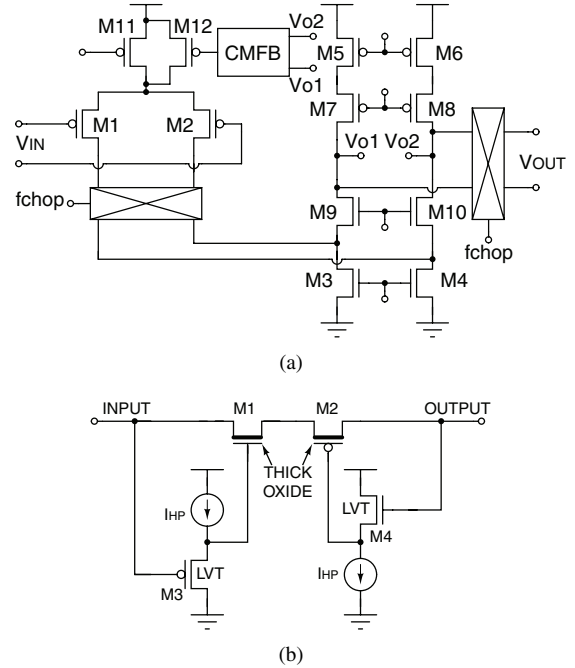 M11 M12
CMFB
Vo2
Vo1
M5
M6
M7
M8
M1
M2
VIN
Vo1 Vo2
VOUT
fchop
M9
M10
fchop
M3
M4
(a)
INPUT
M1
M2
OUTPUT
THICK
OXIDE
IHP
LVT
M4
LVT
M3
IHP
(b)